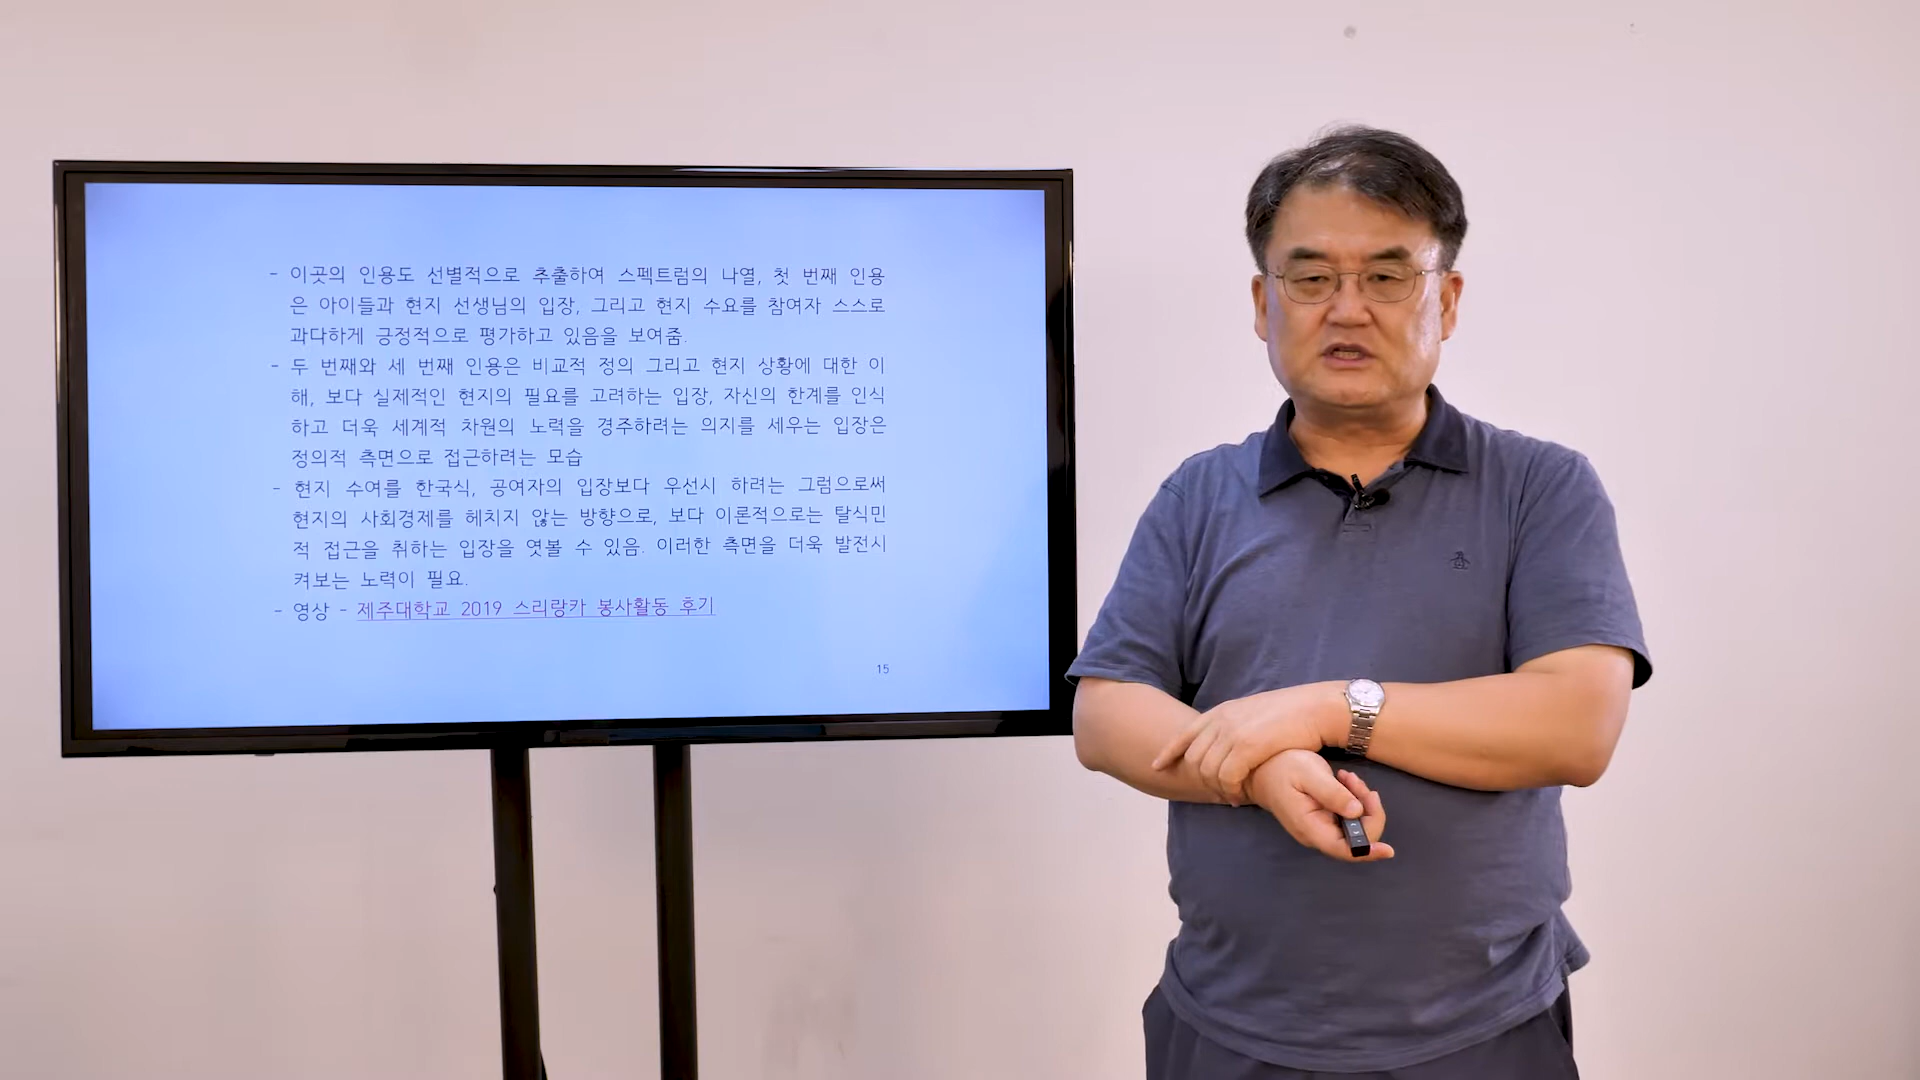 - 이곳의 인용도 선별적으로 추출하여 스펙트럼의 나열, 첫 번째 인용
은 아이들과 현지 선생님의 입장, 그리고 현지 수요를 참여자 스스로
과다하게 긍정적으로 평가하고 있음을 보여줌.
- 두 번째와 세 번째 인용은 비교적 정의 그리고 현지 상황에 대한 이
해, 보다 실제적인 현지의 필요를 고려하는 입장, 자신의 한계를 인식
하고 더욱 세계적 차원의 노력을 경주하려는 의지를 세우는 입장은
정의적 측면으로 접근하려는 모습
- 현지 수여를 한국식, 공여자의 입장보다 우선시 하려는 그럼으로써
현지의 사회경제를 헤치지 않는 방향으로, 보다 이론적으로는 탈식민
적 접근을 취하는 입장을 엿볼 수 있음. 이러한 측면을 더욱 발전시
켜보는 노력이 필요.
- 영상 - 제주대학교 2019 스리랑카 봉사활동 후기
15